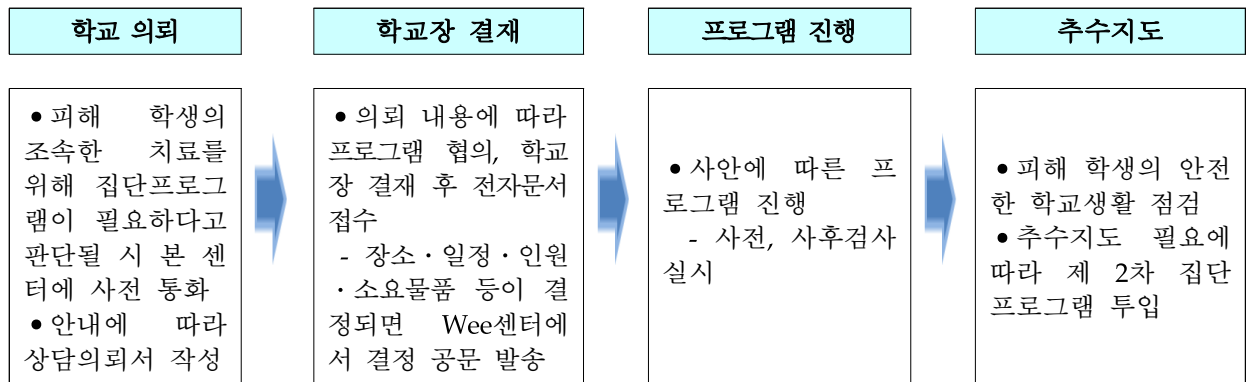 학교 의뢰
학교장 결재
프로그램 진행
추수지도
• 피해 학생의
조속한 치료를
위해 집단프로그
램이 필요하다고
판단될 시 본 센
터에 사전 통화
• 안내에 따라
상담의뢰서 작성
• 의뢰 내용에 따라
프로그램 협의, 학교
장 결재 후 전자문서
접수
- 장소·일정·인원
·소요물품 등이 결
정되면 Wee센터에
서 결정 공문 발송
• 사안에 따른 프
로그램 진행
- 사전, 사후검사
실시
• 피해 학생의 안전
한 학교생활 점검
• 추수지도 필요에
따라 제 2차 집단
프로그램 투입